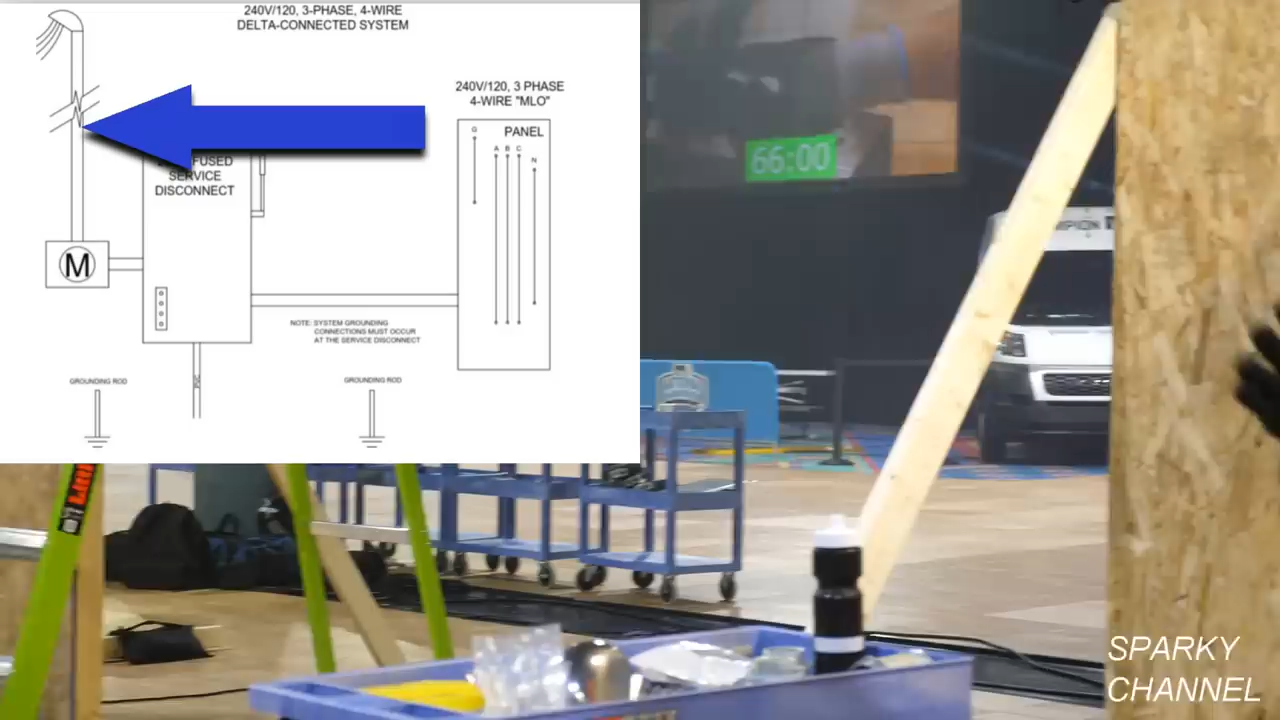 240V/120, 3-PHASE, 4-WIRE
DELTA-CONNECTED SYSTEM
240V/120, 3 PHASE
4-WIRE "MLO"
PANEL
G
A B C
N
FUSED
SERVICE
DISCONNECT
M
NOTE: SYSTEM GROUNDING
CONNECTIONS MUST OCCUR
AT THE SERVICE DISCONNECT
GROUNDING ROD
GROUNDING ROD
66:00
SPARKY
CHANNEL